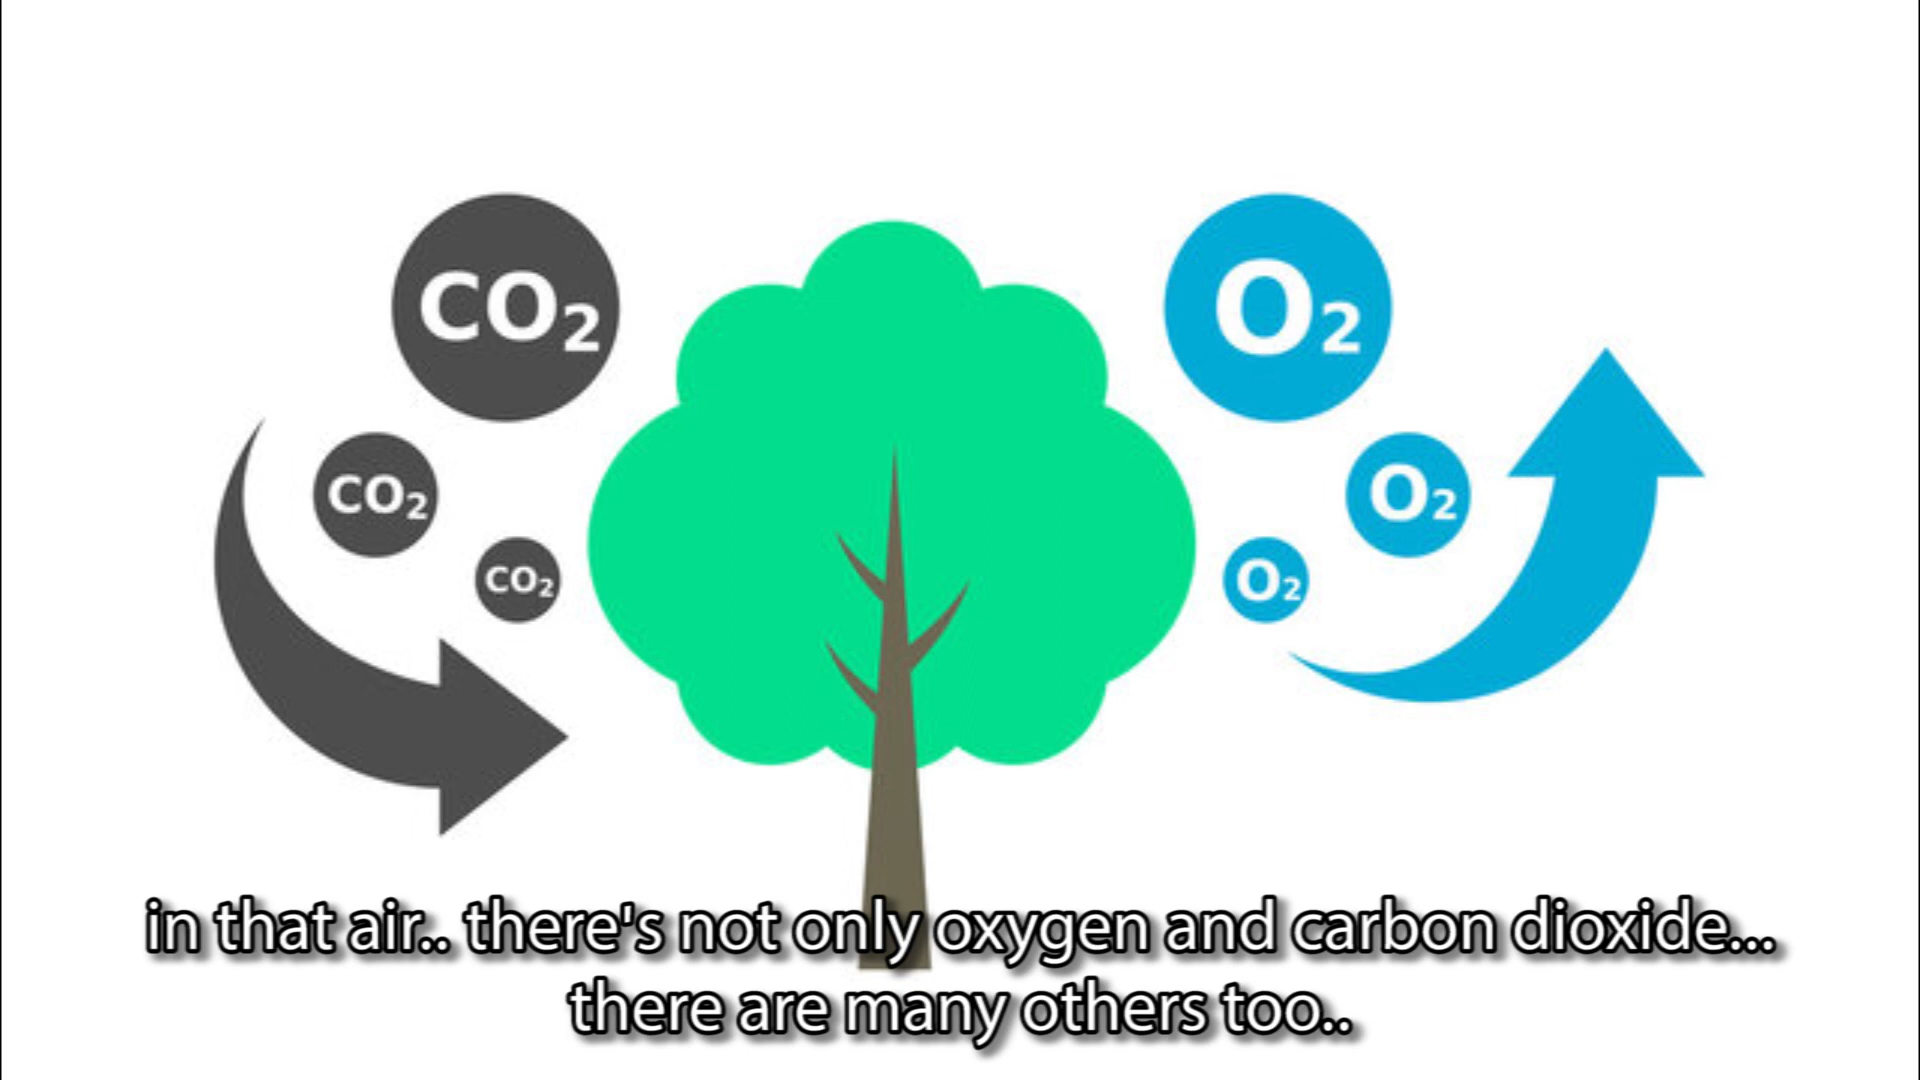 CO₂
O₂
CO₂
O₂
CO₂
O₂
in that air.. there's not only oxygen and carbon dioxide...
there are many others too..